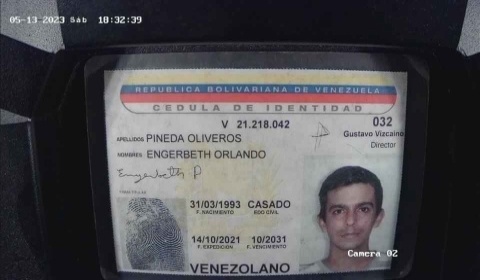 05-13-2023 Sáb 18:32:39
REPUBLICA BOLIVARIANA DE VENEZUELA
CEDULA DE IDENTIDAD
V 21.218.042
032
Gustavo Vizcaino
Director
APELLIDOS PINEDA OLIVEROS
NOMBRES ENGERBETH ORLANDO
Engerbeth P
31/03/1993 CASADO
F. NACIMIENTO EDO CIVIL
14/10/2021 10/2031
F. EXPEDICION F. VENCIMIENTO
VENEZOLANO
Camera 02